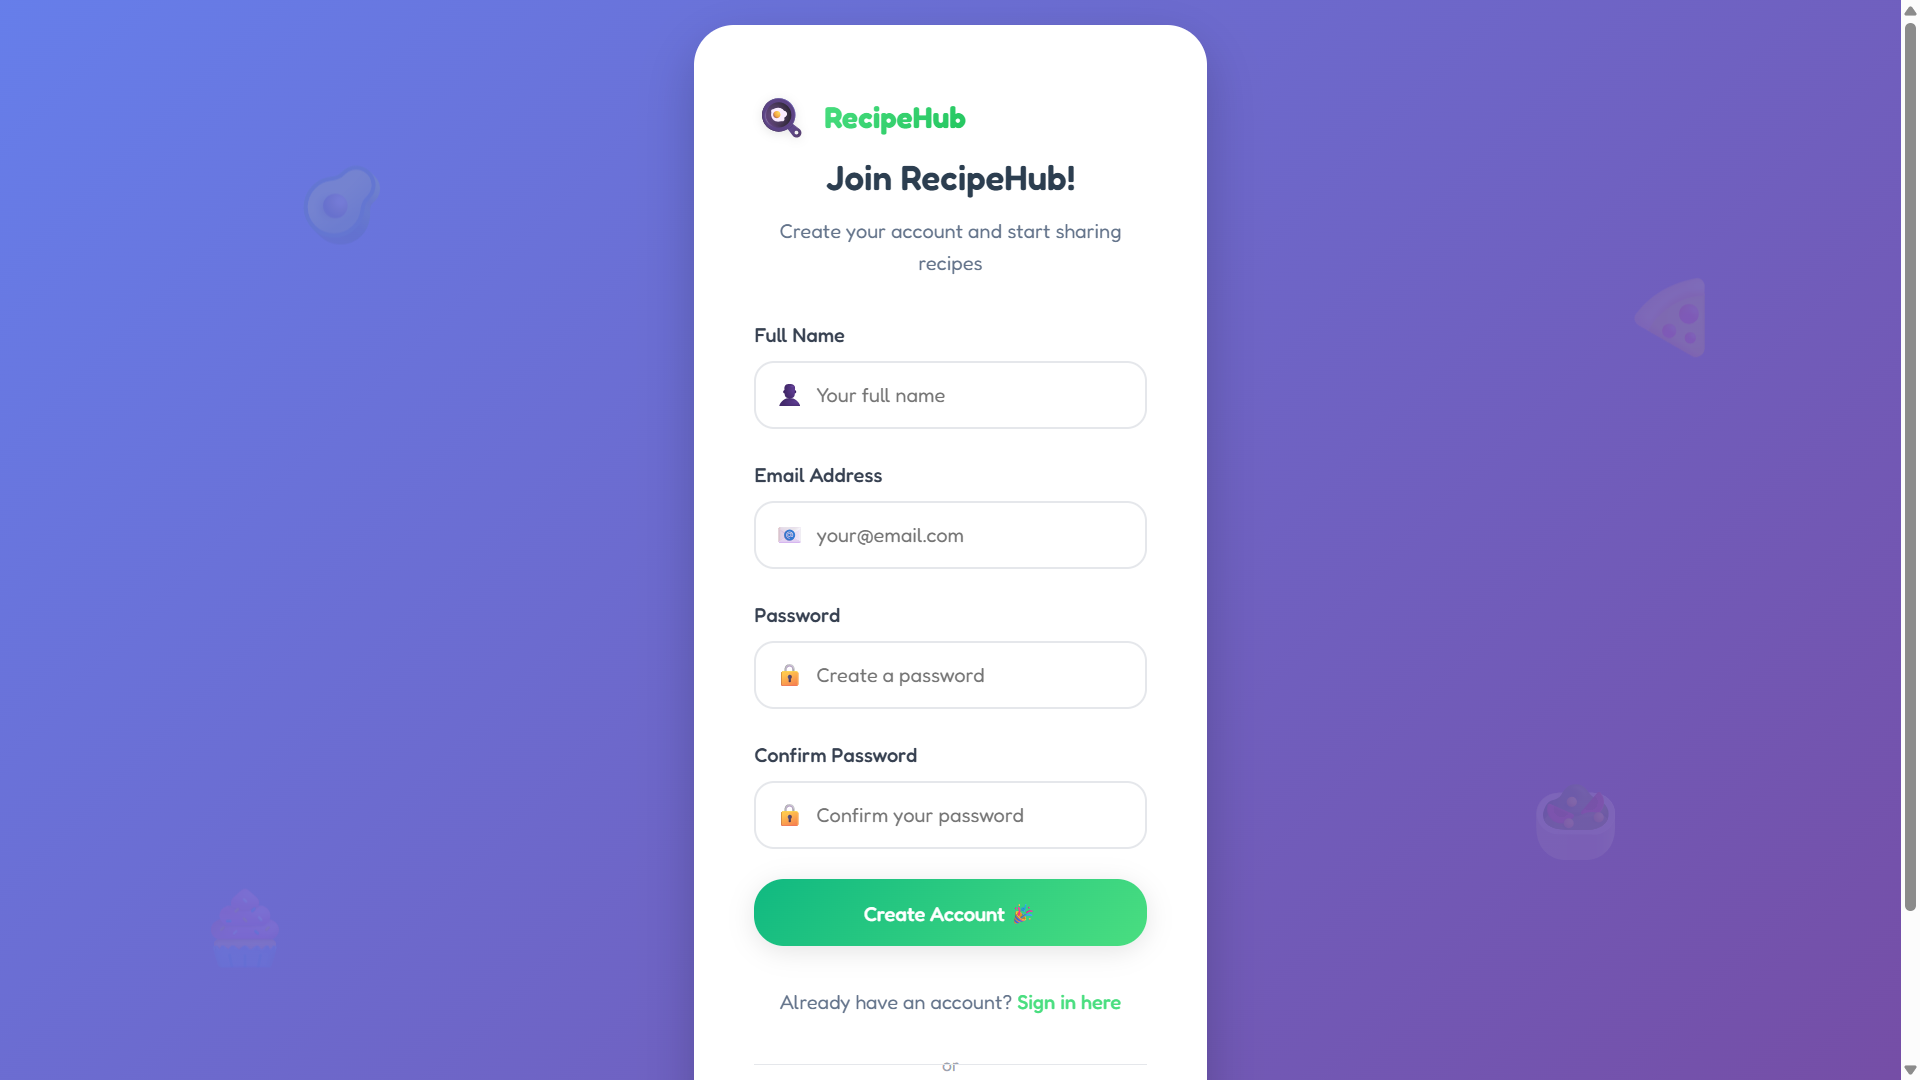 RecipeHub
Join RecipeHub!
Create your account and start sharing
recipes
Full Name
Your full name
Email Address
your@email.com
Password
Create a password
Confirm Password
Confirm your password
Create Account 🎉
Already have an account? Sign in here
or